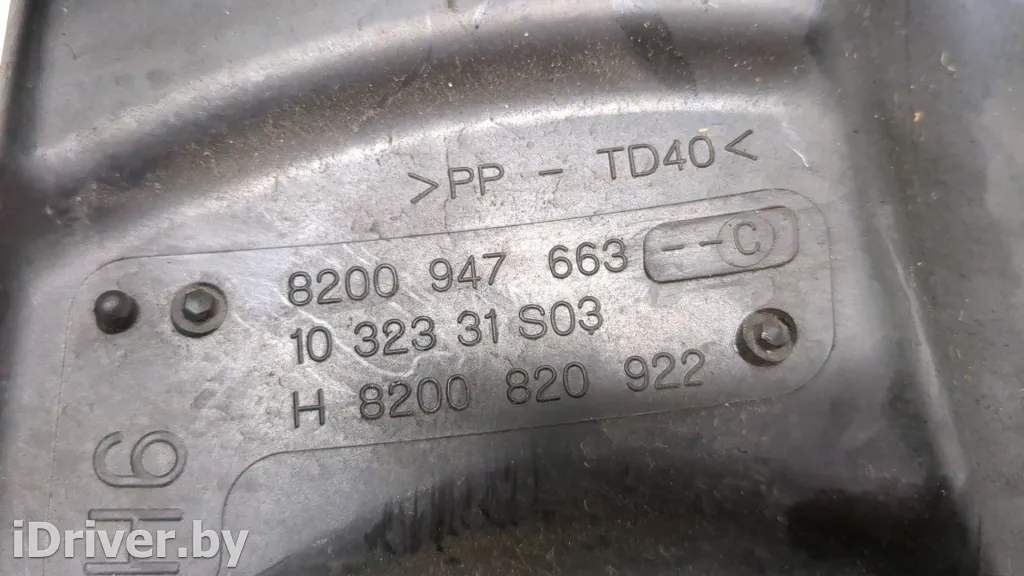 >PP - TD40<
8200 947 663 --C
10 323 31 S03
H 8200 820 922
H9
iDriver.by